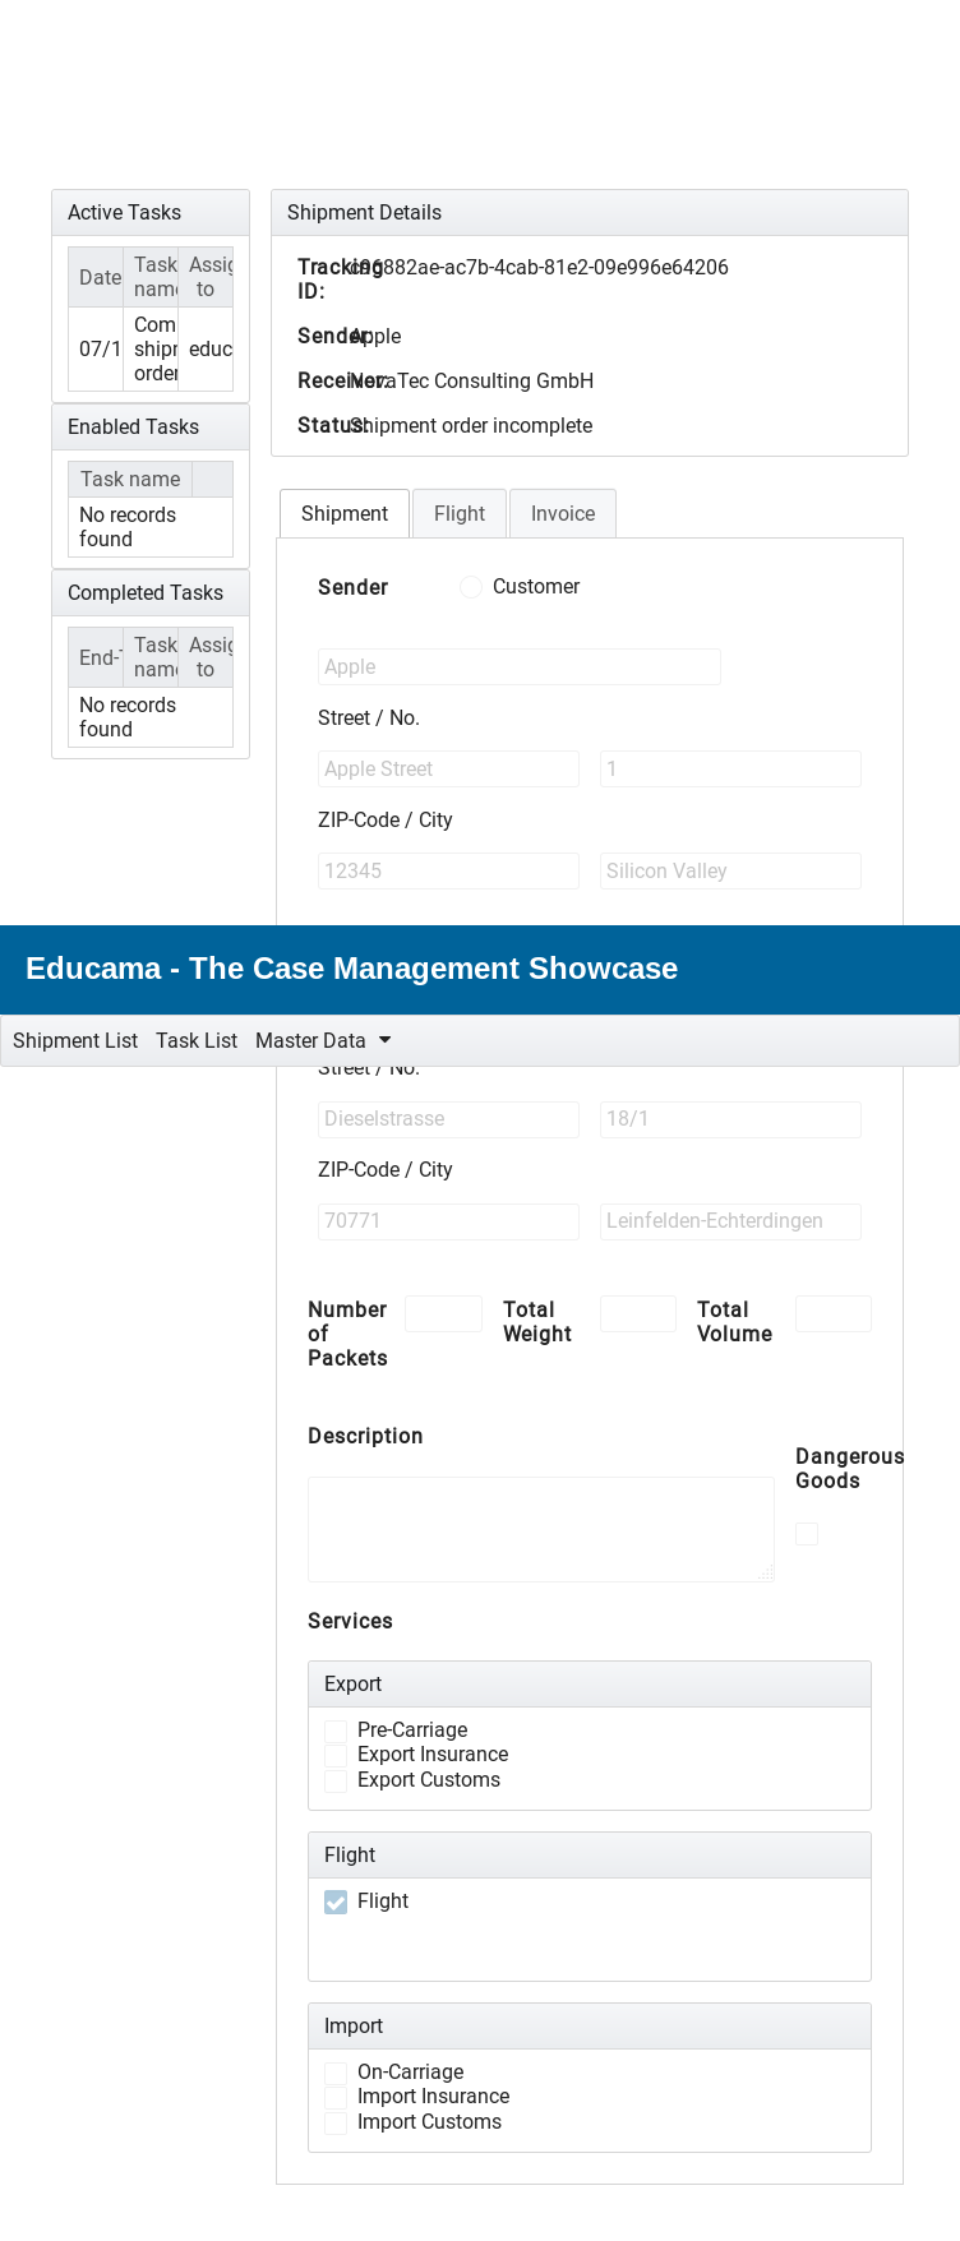 Active Tasks
Date
Task
Assig
to
07/1
Com
order
educ
Enabled Tasks
Task name
No records
found
Completed Tasks
End-
Task
Assig
to
No records
found
Shipment Details
Tracking
ID:
882ae-ac7b-4cab-81e2-09e996e64206
Sender:
Apple
Receiver:
NovaTec Consulting GmbH
Status:
Shipment order incomplete
Shipment Flight Invoice
Sender Customer
Apple
Street / No.
Apple Street 1
ZIP-Code / City
12345 Silicon Valley
Educama - The Case Management Showcase
Shipment List Task List Master Data
Street / No.
Dieselstrasse 18/1
ZIP-Code / City
70771 Leinfelden-Echterdingen
Number
of
Packets
Total
Weight
Total
Volume
Description
Dangerous
Goods
Services
Export
Pre-Carriage
Export Insurance
Export Customs
Flight
Flight
Import
On-Carriage
Import Insurance
Import Customs